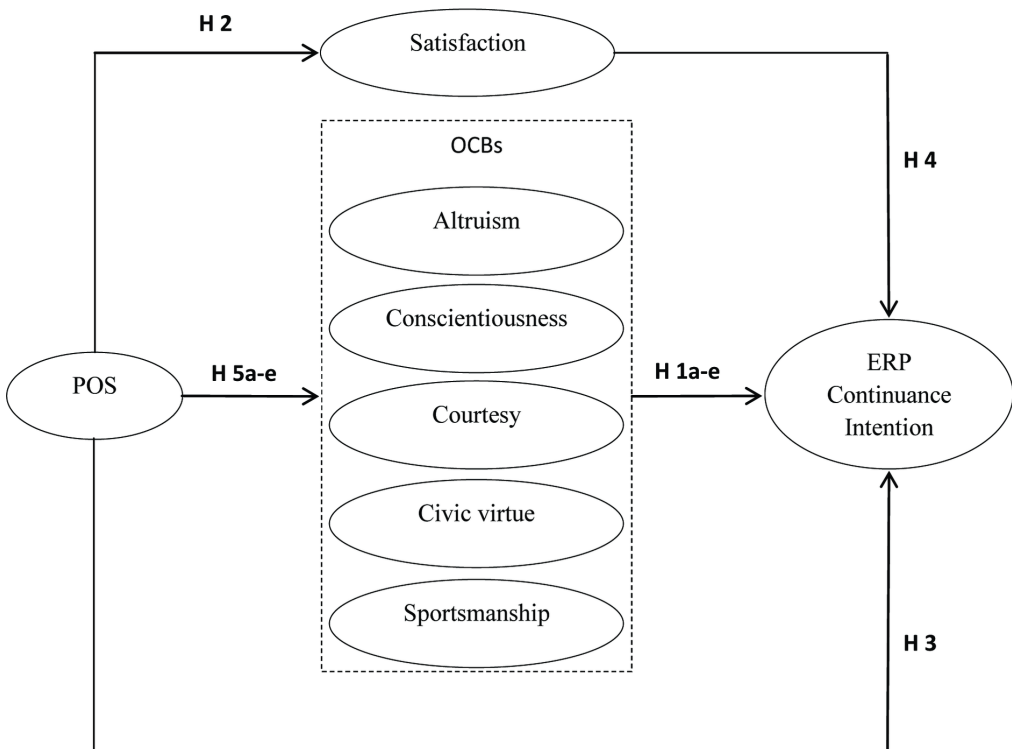 H 2
Satisfaction
OCBs
H 4
Altruism
Conscientiousness
POS
H 5a-e
Courtesy
H 1a-e
ERP
Continuance
Intention
Civic virtue
Sportsmanship
H 3